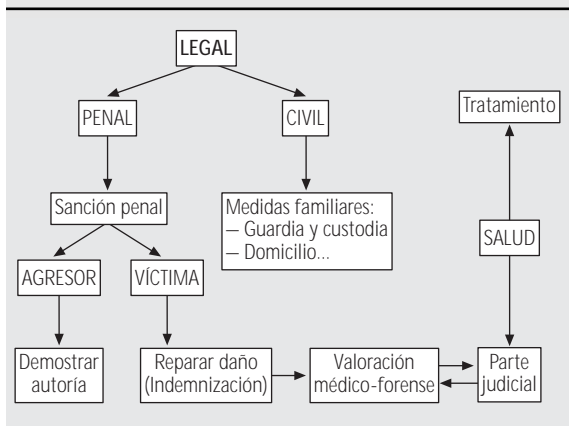 LEGAL
PENAL
CIVIL
Tratamiento
Sanción penal
Medidas familiares:
– Guardia y custodia
– Domicilio...
SALUD
AGRESOR
VÍCTIMA
Demostrar
autoría
Reparar daño
(Indemnización)
Valoración
médico-forense
Parte
judicial